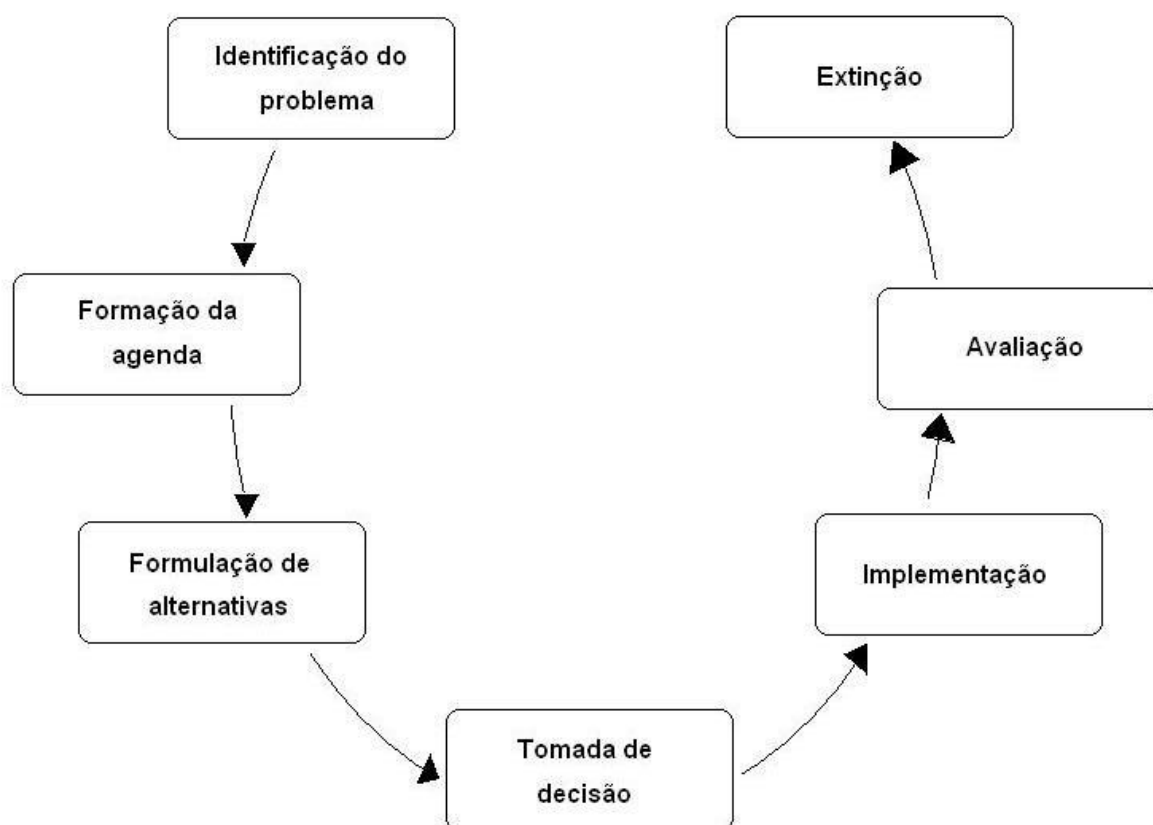 Identificação do
problema
Formação da
agenda
Formulação de
alternativas
Tomada de
decisão
Implementação
Avaliação
Extinção